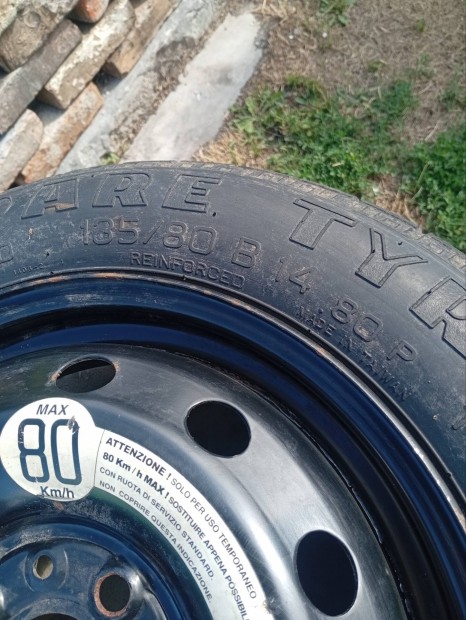 PARE TYR
135/80 B 14 80 P
REINFORCED
MADE IN TAIWAN
MAX
80
Km/h
ATTENZIONE! SOLO PER USO TEMPORANEO
80 Km/h MAX! SOSTITUIRE APPENA POSSIBILE
CON RUOTA DI SERVIZIO STANDARD.
NON COPRIRE QUESTA INDICAZIONE.